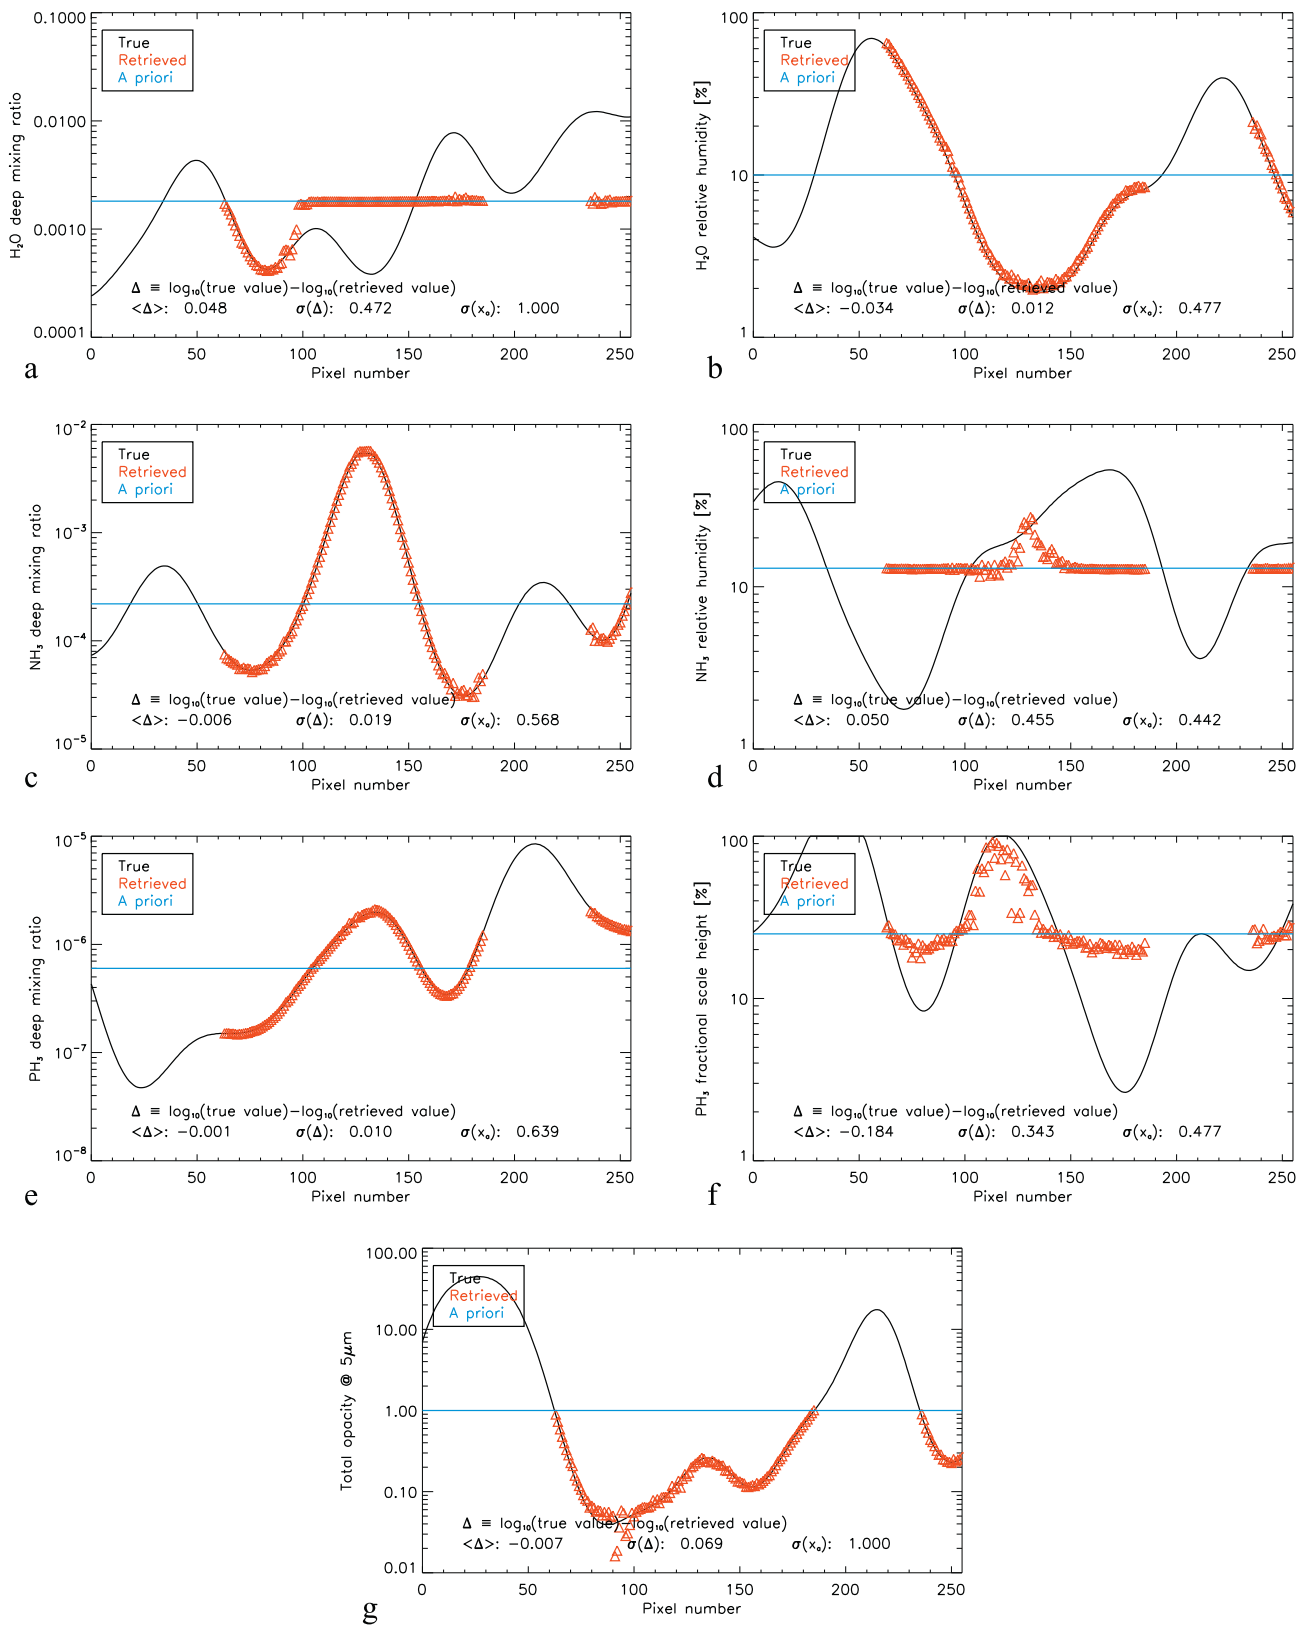 True
Retrieved
A priori
H₂O deep mixing ratio
0.1000
0.0100
0.0010
0.0001
Δ ≡ log₁₀(true value)−log₁₀(retrieved value)
<Δ>: 0.048 σ(Δ): 0.472 σ(xₐ): 1.000
0 50 100 150 200 250
Pixel number
a
True
Retrieved
A priori
H₂O relative humidity [%]
100
10
1
Δ ≡ log₁₀(true value)−log₁₀(retrieved value)
<Δ>: −0.034 σ(Δ): 0.012 σ(xₐ): 0.477
0 50 100 150 200 250
Pixel number
b
True
Retrieved
A priori
NH₃ deep mixing ratio
10⁻²
10⁻³
10⁻⁴
10⁻⁵
Δ ≡ log₁₀(true value)−log₁₀(retrieved value)
<Δ>: −0.006 σ(Δ): 0.019 σ(xₐ): 0.568
0 50 100 150 200 250
Pixel number
c
True
Retrieved
A priori
NH₃ relative humidity [%]
100
10
1
Δ ≡ log₁₀(true value)−log₁₀(retrieved value)
<Δ>: 0.050 σ(Δ): 0.455 σ(xₐ): 0.442
0 50 100 150 200 250
Pixel number
d
True
Retrieved
A priori
PH₃ deep mixing ratio
10⁻⁵
10⁻⁶
10⁻⁷
10⁻⁸
Δ ≡ log₁₀(true value)−log₁₀(retrieved value)
<Δ>: −0.001 σ(Δ): 0.010 σ(xₐ): 0.639
0 50 100 150 200 250
Pixel number
e
True
Retrieved
A priori
PH₃ fractional scale height [%]
100
10
1
Δ ≡ log₁₀(true value)−log₁₀(retrieved value)
<Δ>: −0.184 σ(Δ): 0.343 σ(xₐ): 0.477
0 50 100 150 200 250
Pixel number
f
True
Retrieved
A priori
Total opacity @ 5μm
100.00
10.00
1.00
0.10
0.01
Δ ≡ log₁₀(true value)−log₁₀(retrieved value)
<Δ>: −0.007 σ(Δ): 0.069 σ(xₐ): 1.000
0 50 100 150 200 250
Pixel number
g